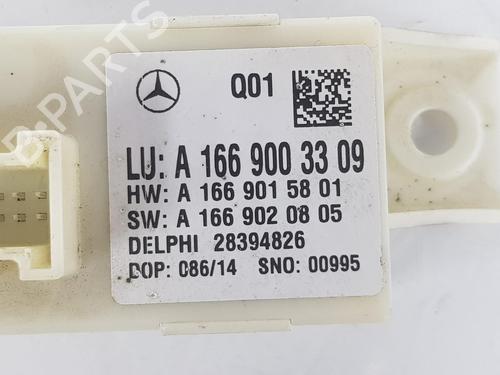 Q01
LU: A 166 900 33 09
HW: A 166 901 58 01
SW: A 166 902 08 05
DELPHI 28394826
DOP: 086/14 SNO: 00995
B-Parts